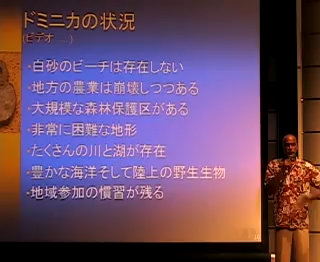 ドミニカの状況
(ビデオ.....)
-白砂のビーチは存在しない
-地方の農業は崩壊しつつある
-大規模な森林保護区がある
-非常に困難な地形
-たくさんの川と湖が存在
-豊かな海洋そして陸上の野生生物
-地域参加の慣習が残る